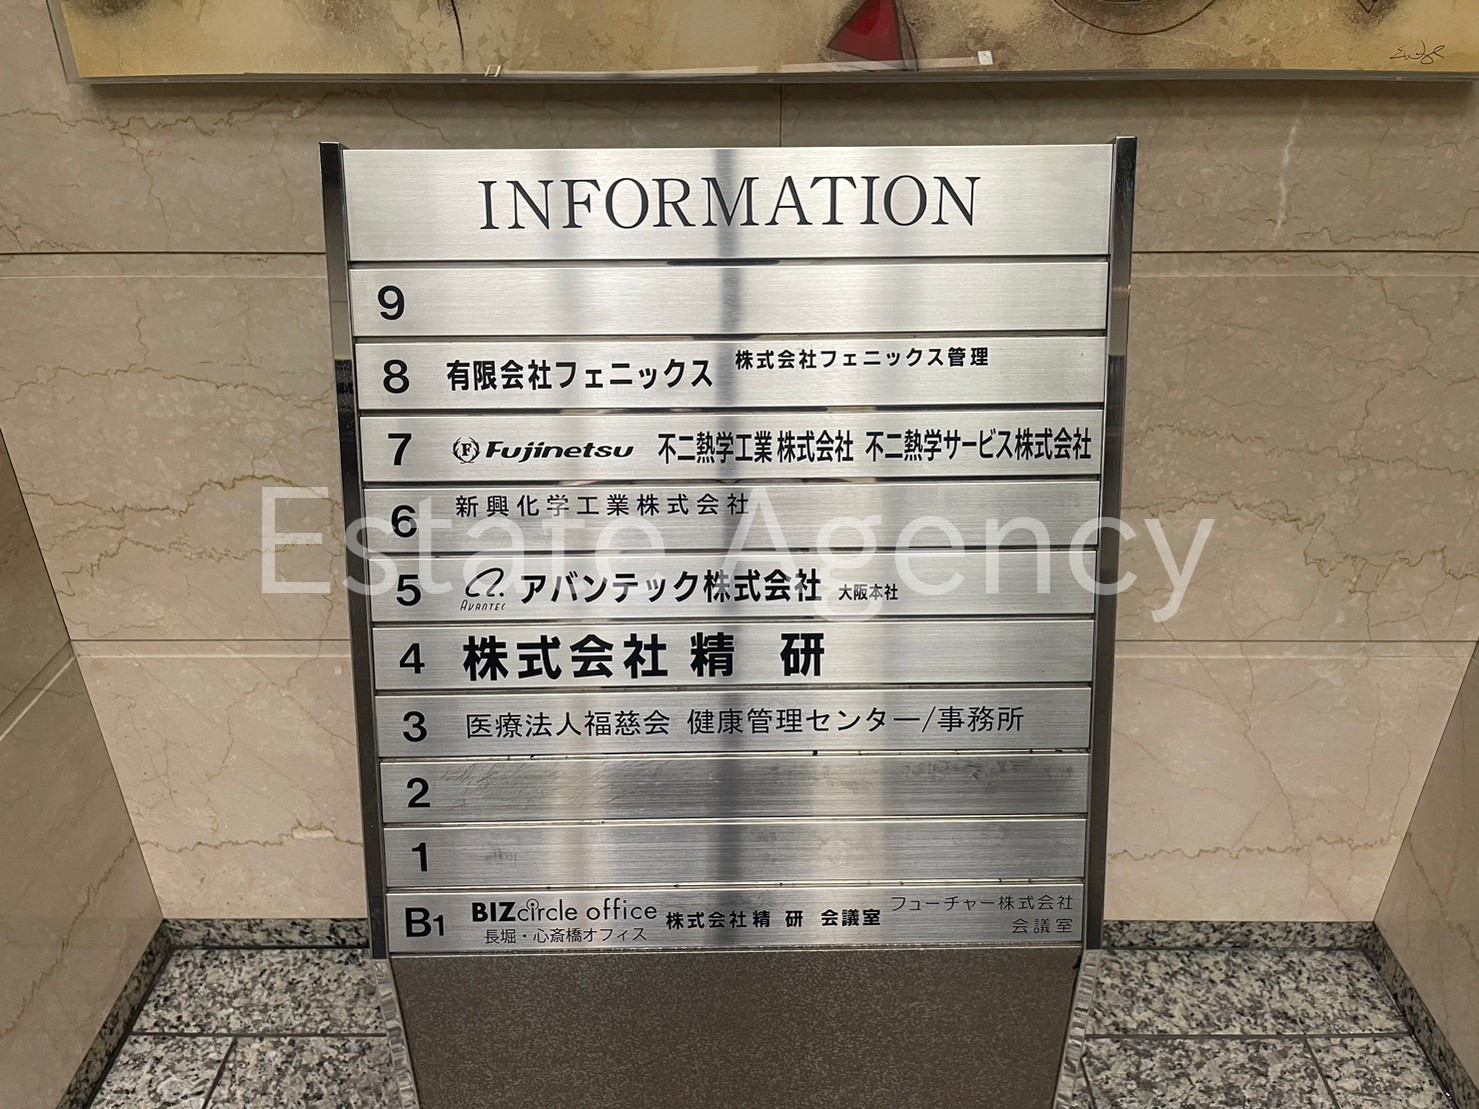 INFORMATION
9
8 有限会社フェニックス 株式会社フェニックス管理
7 F Fujinetsu 不二熱学工業株式会社 不二熱学サービス株式会社
6 新興化学工業株式会社
Estate Agency
5 AVANTEC アバンテック株式会社 大阪本社
4 株式会社 精 研
3 医療法人福慈会 健康管理センター/事務所
2
1
B1 BIZcircle office 株式会社 精 研 会議室 フューチャー株式会社
長堀・心斎橋オフィス 会議室